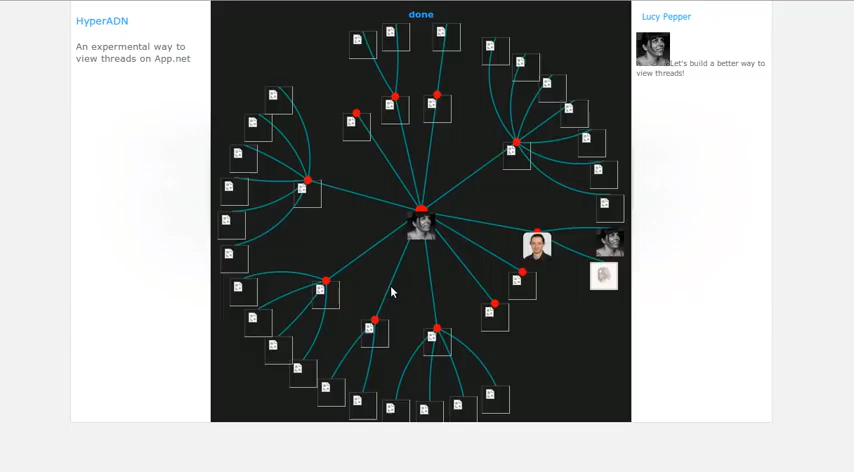 HyperADN
An expermental way to
view threads on App.net
done
Lucy Pepper
Let's build a better way to
view threads!